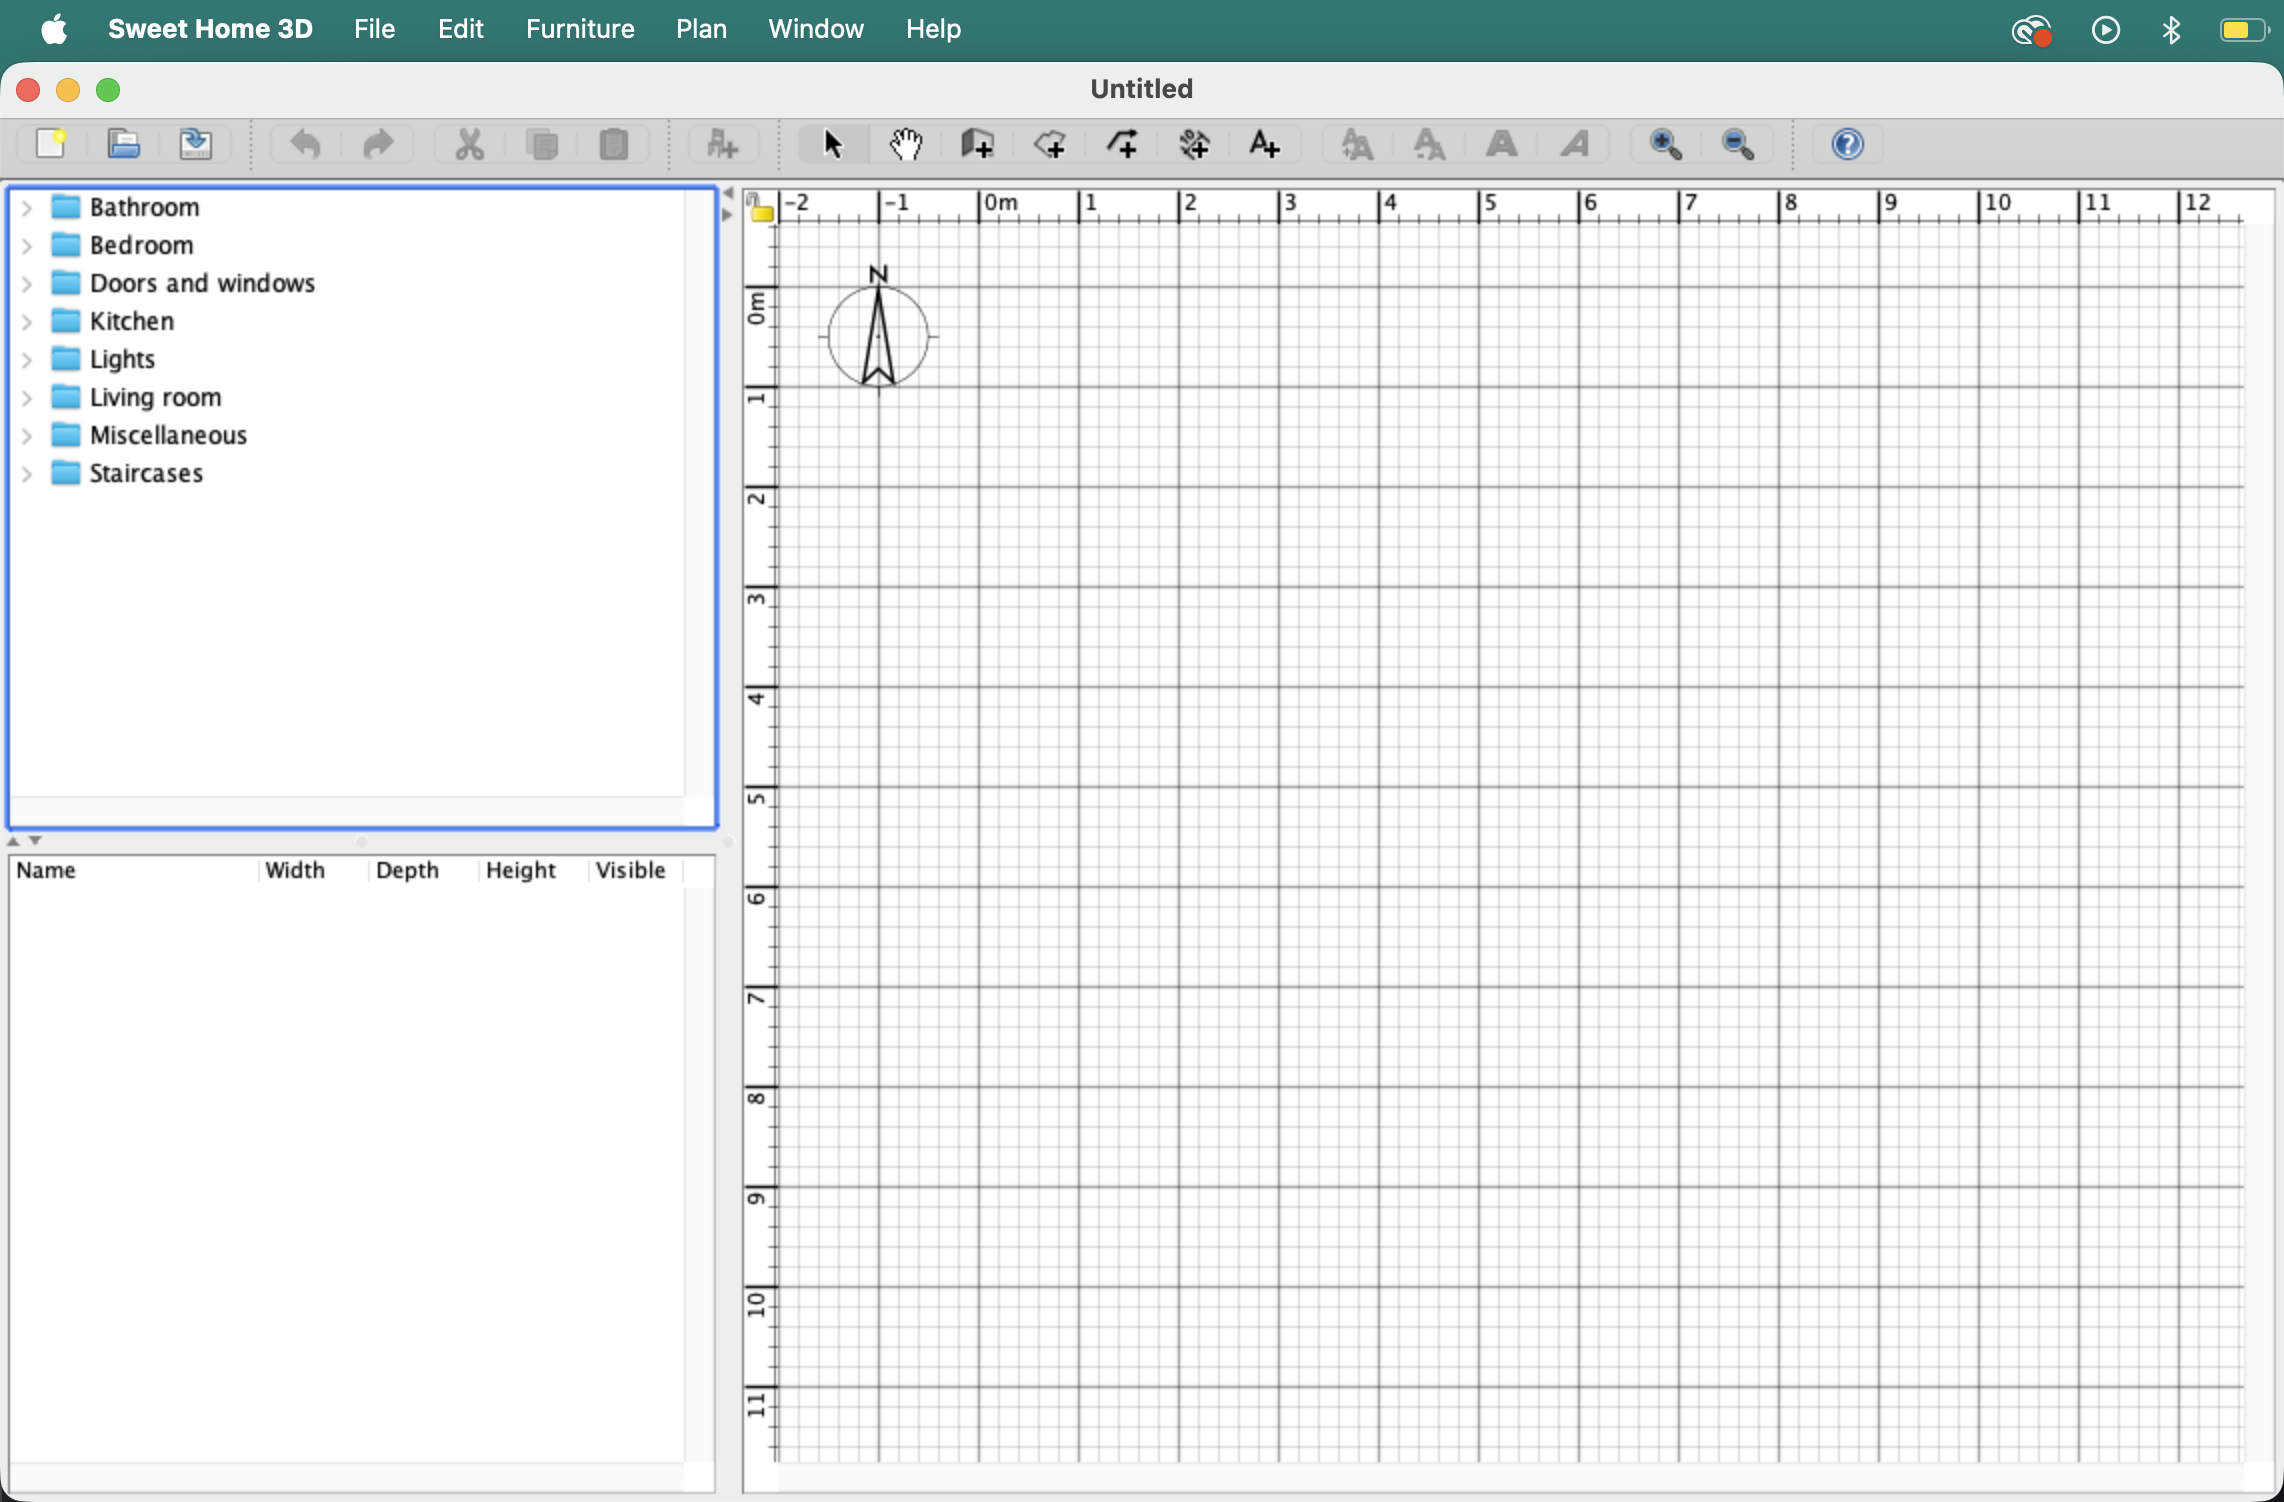 Sweet Home 3D File Edit Furniture Plan Window Help
Untitled
Bathroom
Bedroom
Doors and windows
Kitchen
Lights
Living room
Miscellaneous
Staircases
Name Width Depth Height Visible
-2 -1 0m 1 2 3 4 5 6 7 8 9 10 11 12
N
0m
1
2
3
4
5
6
7
8
9
10
11